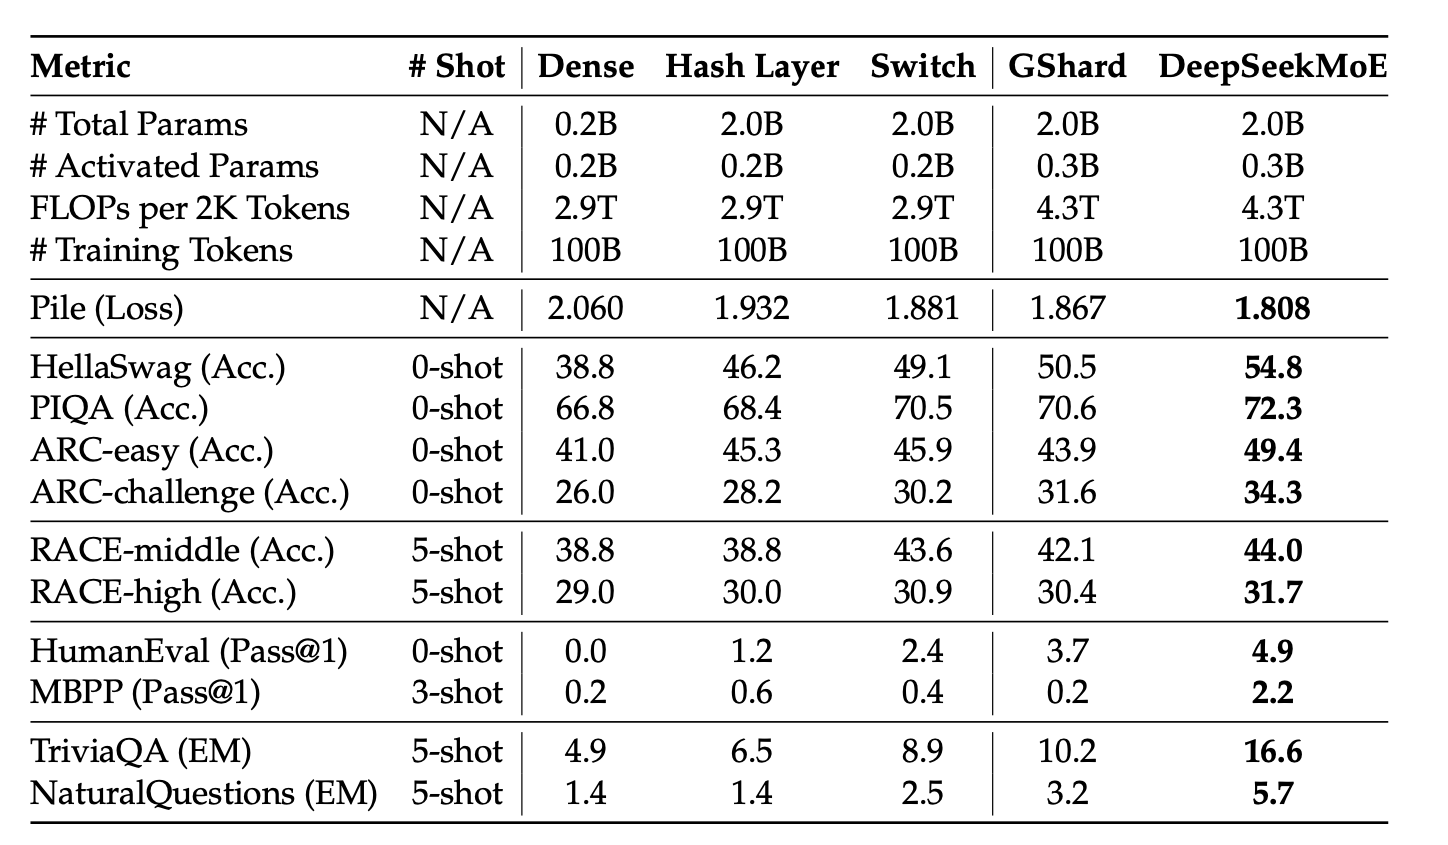 Metric # Shot Dense Hash Layer Switch GShard DeepSeekMoE
# Total Params N/A 0.2B 2.0B 2.0B 2.0B 2.0B
# Activated Params N/A 0.2B 0.2B 0.2B 0.3B 0.3B
FLOPs per 2K Tokens N/A 2.9T 2.9T 2.9T 4.3T 4.3T
# Training Tokens N/A 100B 100B 100B 100B 100B
Pile (Loss) N/A 2.060 1.932 1.881 1.867 1.808
HellaSwag (Acc.) 0-shot 38.8 46.2 49.1 50.5 54.8
PIQA (Acc.) 0-shot 66.8 68.4 70.5 70.6 72.3
ARC-easy (Acc.) 0-shot 41.0 45.3 45.9 43.9 49.4
ARC-challenge (Acc.) 0-shot 26.0 28.2 30.2 31.6 34.3
RACE-middle (Acc.) 5-shot 38.8 38.8 43.6 42.1 44.0
RACE-high (Acc.) 5-shot 29.0 30.0 30.9 30.4 31.7
HumanEval (Pass@1) 0-shot 0.0 1.2 2.4 3.7 4.9
MBPP (Pass@1) 3-shot 0.2 0.6 0.4 0.2 2.2
TriviaQA (EM) 5-shot 4.9 6.5 8.9 10.2 16.6
NaturalQuestions (EM) 5-shot 1.4 1.4 2.5 3.2 5.7